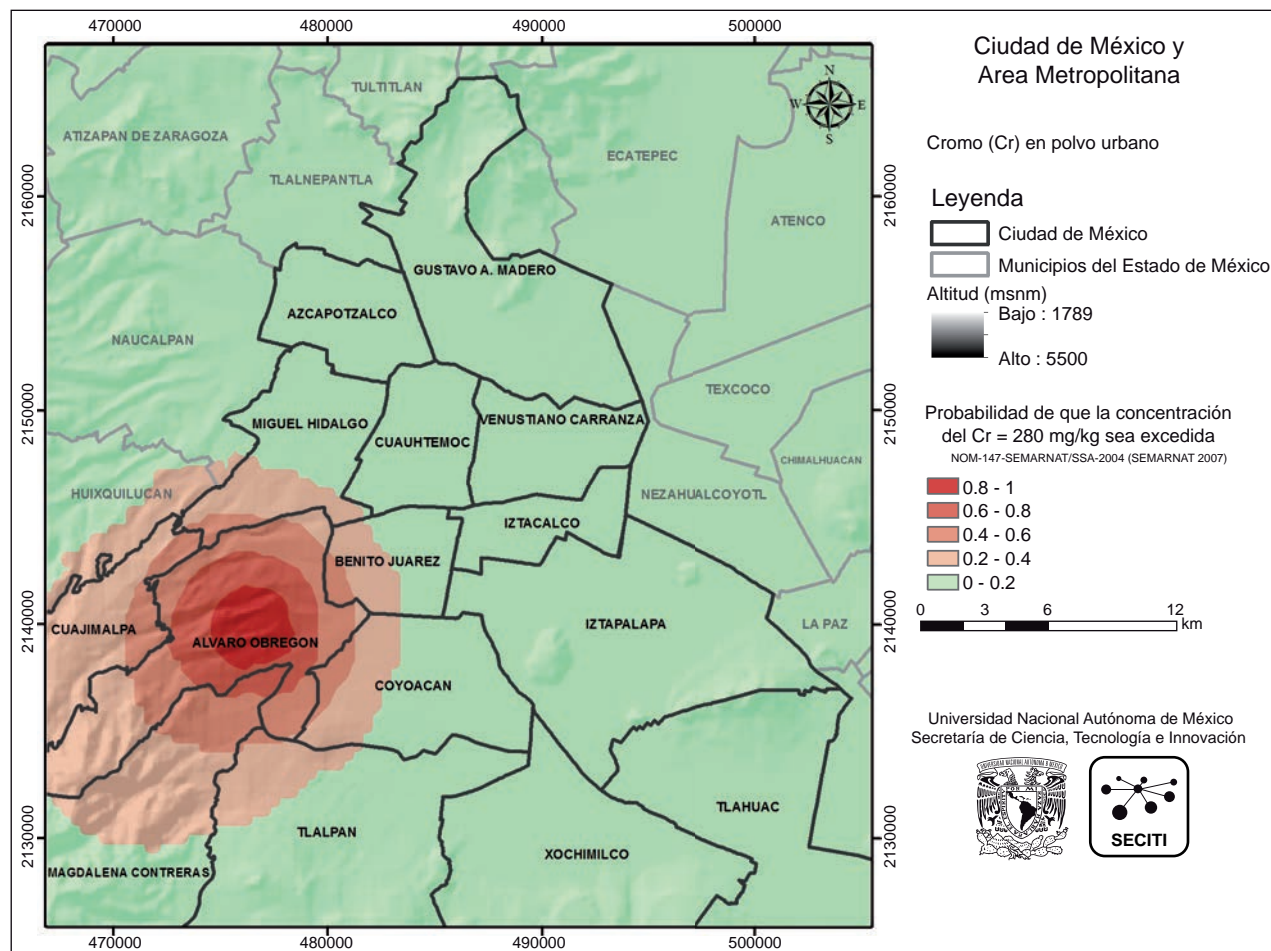 470000
480000
490000
500000
2160000
2150000
2140000
2130000
2160000
2150000
2140000
2130000
470000
480000
490000
500000
N
W
E
S
TULTITLAN
ATIZAPAN DE ZARAGOZA
ECATEPEC
TLALNEPANTLA
ATENCO
GUSTAVO A. MADERO
AZCAPOTZALCO
NAUCALPAN
TEXCOCO
MIGUEL HIDALGO
VENUSTIANO CARRANZA
CUAUHTEMOC
CHIMALHUACAN
HUIXQUILUCAN
NEZAHUALCOYOTL
IZTACALCO
BENITO JUAREZ
CUAJIMALPA
IZTAPALAPA
LA PAZ
ALVARO OBREGON
COYOACAN
TLAHUAC
TLALPAN
XOCHIMILCO
MAGDALENA CONTRERAS
Ciudad de México y
Area Metropolitana
Cromo (Cr) en polvo urbano
Leyenda
Ciudad de México
Municipios del Estado de México
Altitud (msnm)
Bajo : 1789
Alto : 5500
Probabilidad de que la concentración
del Cr = 280 mg/kg sea excedida
NOM-147-SEMARNAT/SSA-2004 (SEMARNAT 2007)
0.8 - 1
0.6 - 0.8
0.4 - 0.6
0.2 - 0.4
0 - 0.2
0 3 6 12
km
Universidad Nacional Autónoma de México
Secretaría de Ciencia, Tecnología e Innovación
SECITI